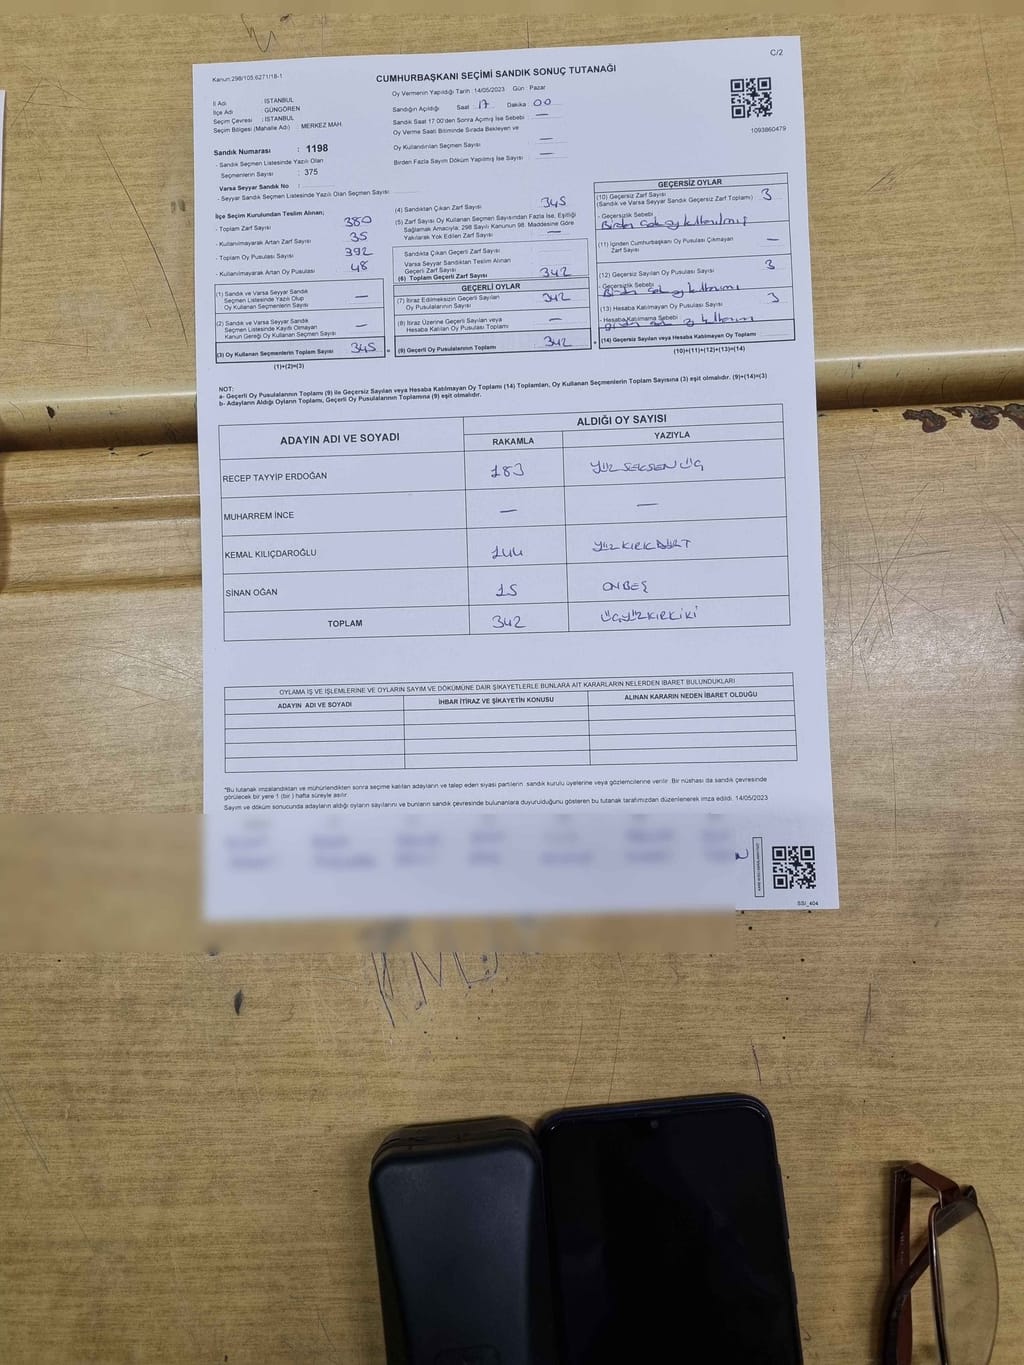 C/2
Kanun.298/105.6271/18-1
CUMHURBAŞKANI SEÇİMİ SANDIK SONUÇ TUTANAĞI
İl Adı : İSTANBUL
İlçe Adı : GÜNGÖREN
Seçim Çevresi : İSTANBUL
Seçim Bölgesi (Mahalle Adı) : MERKEZ MAH.
Sandık Numarası : 1198
- Sandık Seçmen Listesinde Yazılı Olan
Seçmenlerin Sayısı : 375
Varsa Seyyar Sandık No :
- Seyyar Sandık Seçmen Listesinde Yazılı Olan Seçmen Sayısı
Oy Vermenin Yapıldığı Tarih : 14/05/2023 Gün : Pazar
Sandığın Açıldığı Saat : 17 Dakika : 00
Sandık Saat 17.00'den Sonra Açımış İse Sebebi : —
Oy Verme Saati Bitiminde Sırada Bekleyen ve
Oy Kullandırılan Seçmen Sayısı —
Birden Fazla Sayım Döküm Yapılmış İse Sayısı —
1093860479
İlçe Seçim Kurulundan Teslim Alınan;
- Toplam Zarf Sayısı 380
- Kullanılmayarak Artan Zarf Sayısı 35
- Toplam Oy Pusulası Sayısı 392
- Kullanılmayarak Artan Oy Pusulası 48
(1) Sandık ve Varsa Seyyar Sandık
Seçmen Listesinde Yazılı Olup
Oy Kullanan Seçmenlerin Sayısı —
(2) Sandık ve Varsa Seyyar Sandık
Seçmen Listesinde Kayıtlı Olmayan
Kanun Gereği Oy Kullanan Seçmen Sayısı —
(3) Oy Kullanan Seçmenlerin Toplam Sayısı 345
(1)+(2)=(3)
(4) Sandıktan Çıkan Zarf Sayısı 345
(5) Zarf Sayısı Oy Kullanan Seçmen Sayısından Fazla İse, Eşitliği
Sağlamak Amacıyla; 298 Sayılı Kanunun 98. Maddesine Göre
Yakılarak Yok Edilen Zarf Sayısı —
Sandıkta Çıkan Geçerli Zarf Sayısı
Varsa Seyyar Sandıktan Teslim Alınan
Geçerli Zarf Sayısı
(6) Toplam Geçerli Zarf Sayısı 342
GEÇERLİ OYLAR
(7) İtiraz Edilmeksizin Geçerli Sayılan
Oy Pusulalarının Sayısı 342
(8) İtiraz Üzerine Geçerli Sayılan veya
Hesaba Katılan Oy Pusulası Toplamı —
(9) Geçerli Oy Pusulalarının Toplamı 342
GEÇERSİZ OYLAR
(10) Geçersiz Zarf Sayısı
(Sandık ve Varsa Seyyar Sandık Geçersiz Zarf Toplamı) 3
- Geçersizlik Sebebi :
Birden
(11) İçinden Cumhurbaşkanı Oy Pusulası Çıkmayan
Zarf Sayısı —
(12) Geçersiz Sayılan Oy Pusulası Sayısı 3
- Geçersizlik Sebebi :
(13) Hesaba Katılmayan Oy Pusulası Sayısı 3
- Hesaba Katılmama Sebebi :
(14) Geçersiz Sayılan veya Hesaba Katılmayan Oy Toplamı
(10)+(11)+(12)+(13)=(14)
NOT:
a- Geçerli Oy Pusulalarının Toplamı (9) ile Geçersiz Sayılan veya Hesaba Katılmayan Oy Toplamı (14) Toplamları, Oy Kullanan Seçmenlerin Toplam Sayısına (3) eşit olmalıdır. (9)+(14)=(3)
b- Adayların Aldığı Oyların Toplamı, Geçerli Oy Pusulalarının Toplamına (9) eşit olmalıdır.
ADAYIN ADI VE SOYADI
ALDIĞI OY SAYISI
RAKAMLA YAZIYLA
RECEP TAYYİP ERDOĞAN 183 YÜZ SEKSEN ÜÇ
MUHARREM İNCE — —
KEMAL KILIÇDAROĞLU 144 YÜZ KIRKDÖRT
SİNAN OĞAN 15 ONBEŞ
TOPLAM 342 ÜÇYÜZKIRKİKİ
OYLAMA İŞ VE İŞLEMLERİNE VE OYLARIN SAYIM VE DÖKÜMÜNE DAİR ŞİKAYETLERLE BUNLARA AİT KARARLARIN NELERDEN İBARET BULUNDUKLARI
ADAYIN ADI VE SOYADI İHBAR İTİRAZ VE ŞİKAYETİN KONUSU ALINAN KARARIN NEDEN İBARET OLDUĞU
*Bu tutanak imzalandıktan ve mühürlendikten sonra seçime katılan adayların ve talep eden siyasi partilerin sandık kurulu üyelerine veya gözlemcilerine verilir. Bir nüshası da sandık çevresinde
görülecek bir yere 1 (bir ) hafta süreyle asılır.
Sayım ve döküm sonucunda adayların aldığı oyların sayılarını ve bunların sandık çevresinde bulunanlara duyurulduğunu gösteren bu tutanak tarafımızdan düzenlenerek imza edildi. 14/05/2023
SSI_404